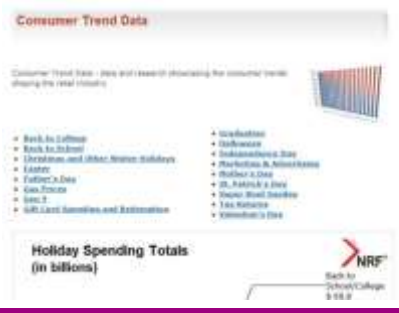 Consumer Trend Data
Consumer Trend Data - data and research showcasing the consumer trends
shaping the retail industry
Back to College
Back to School
Christmas and Other Winter Holidays
Easter
Father's Day
Gas Prices
Gen Y
Gift Card Spending and Redemption
Graduation
Halloween
Independence Day
Marketing & Advertising
Mother's Day
St. Patrick's Day
Super Bowl Sunday
Tax Returns
Valentine's Day
Holiday Spending Totals
(in billions)
NRF
Back to
School/College